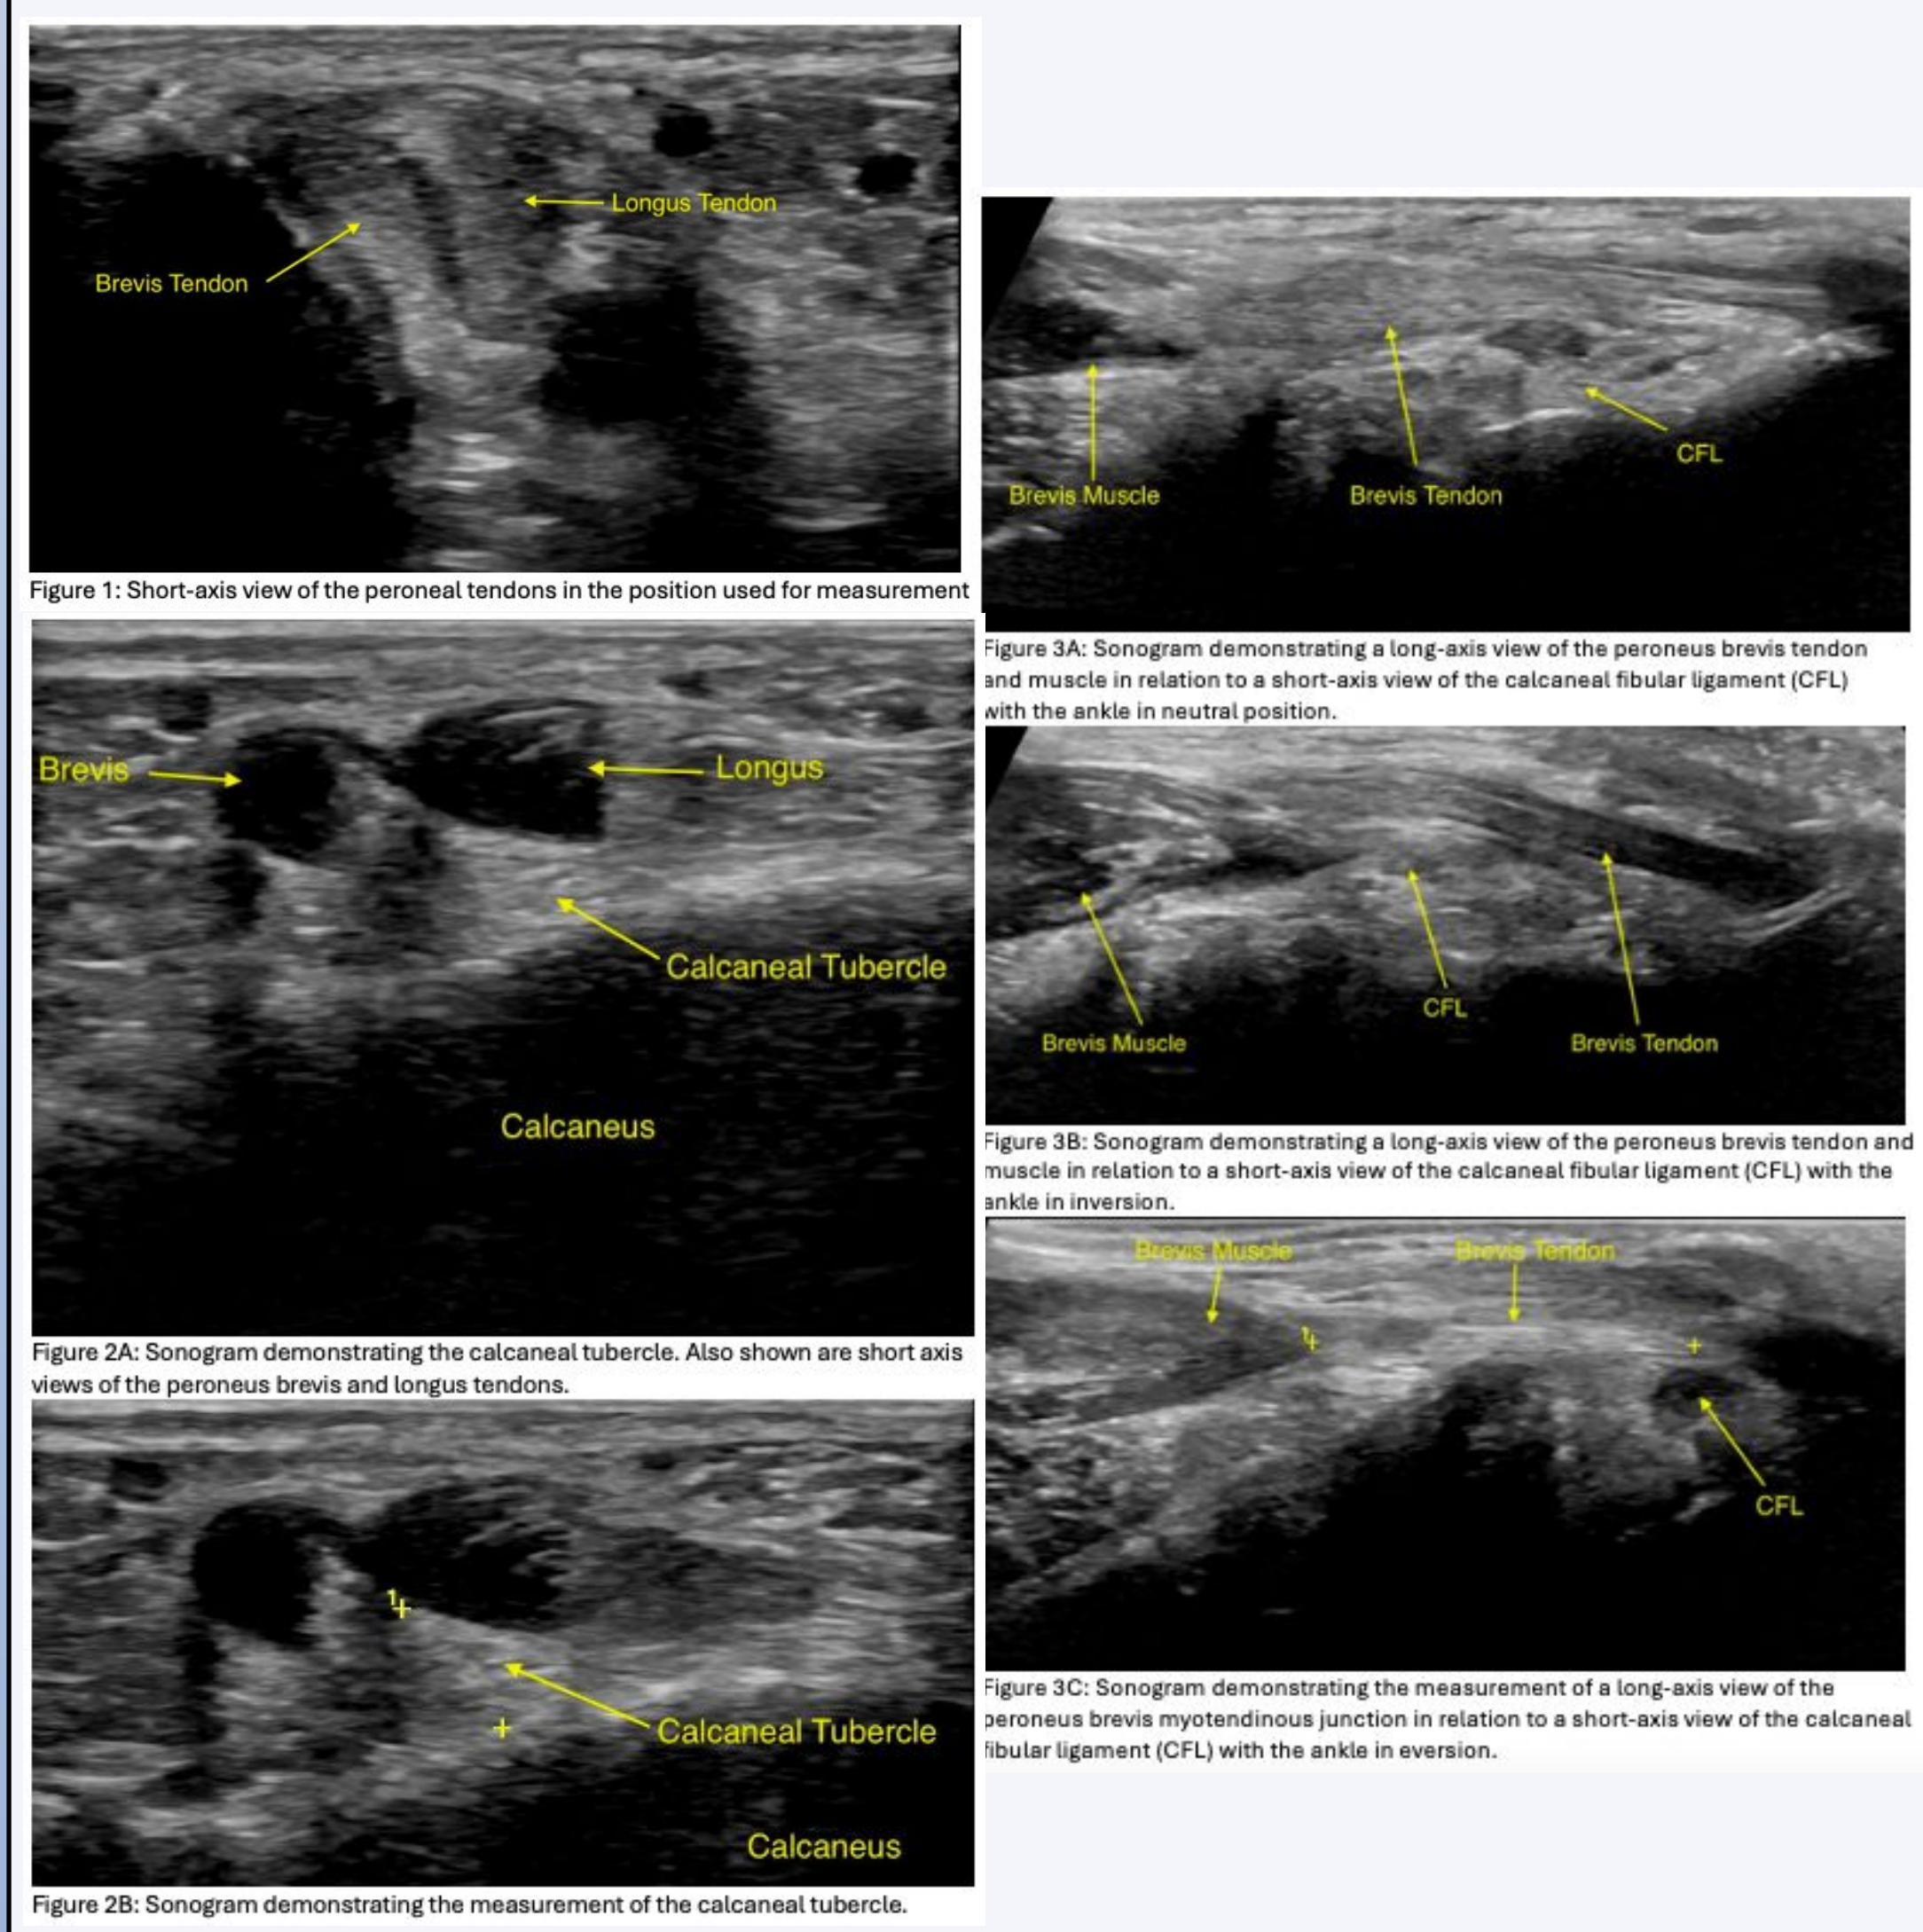 Longus Tendon
Brevis Tendon
Figure 1: Short-axis view of the peroneal tendons in the position used for measurement
Brevis
Longus
Calcaneal Tubercle
Calcaneus
Figure 2A: Sonogram demonstrating the calcaneal tubercle. Also shown are short axis
views of the peroneus brevis and longus tendons.
1
Calcaneal Tubercle
Calcaneus
Figure 2B: Sonogram demonstrating the measurement of the calcaneal tubercle.
CFL
Brevis Muscle
Brevis Tendon
Figure 3A: Sonogram demonstrating a long-axis view of the peroneus brevis tendon
and muscle in relation to a short-axis view of the calcaneal fibular ligament (CFL)
with the ankle in neutral position.
CFL
Brevis Muscle
Brevis Tendon
Figure 3B: Sonogram demonstrating a long-axis view of the peroneus brevis tendon and
muscle in relation to a short-axis view of the calcaneal fibular ligament (CFL) with the
ankle in inversion.
Brevis Muscle
Brevis Tendon
1
CFL
Figure 3C: Sonogram demonstrating the measurement of a long-axis view of the
peroneus brevis myotendinous junction in relation to a short-axis view of the calcaneal
fibular ligament (CFL) with the ankle in eversion.